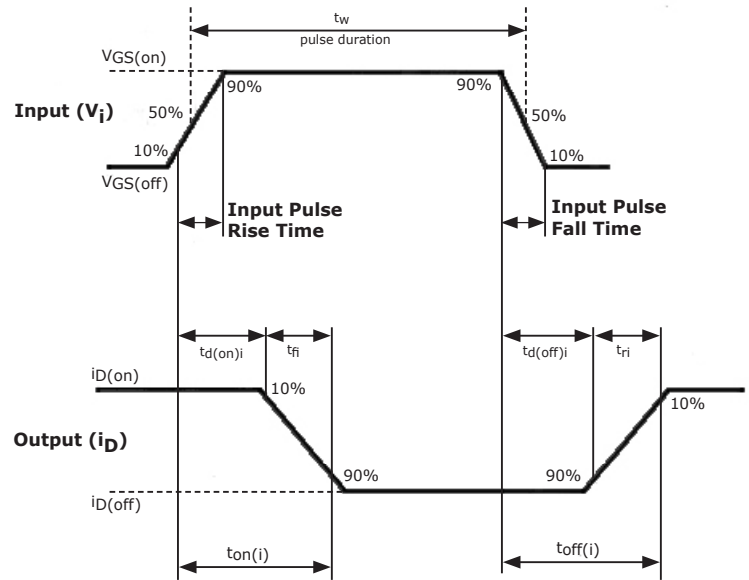 tw
pulse duration
VGS(on)
90%
90%
Input (Vi)
50%
50%
10%
10%
VGS(off)
Input Pulse
Rise Time
Input Pulse
Fall Time
td(on)i
tfi
td(off)i
tri
iD(on)
10%
10%
Output (iD)
90%
90%
iD(off)
ton(i)
toff(i)